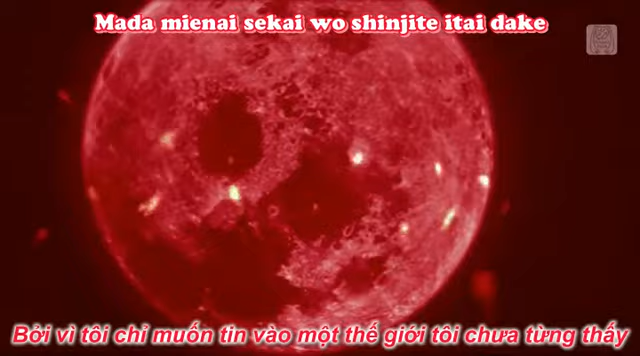 Mada mienai sekai wo shinjite itai dake
Bởi vì tôi chỉ muốn tin vào một thế giới tôi chưa từng thấy